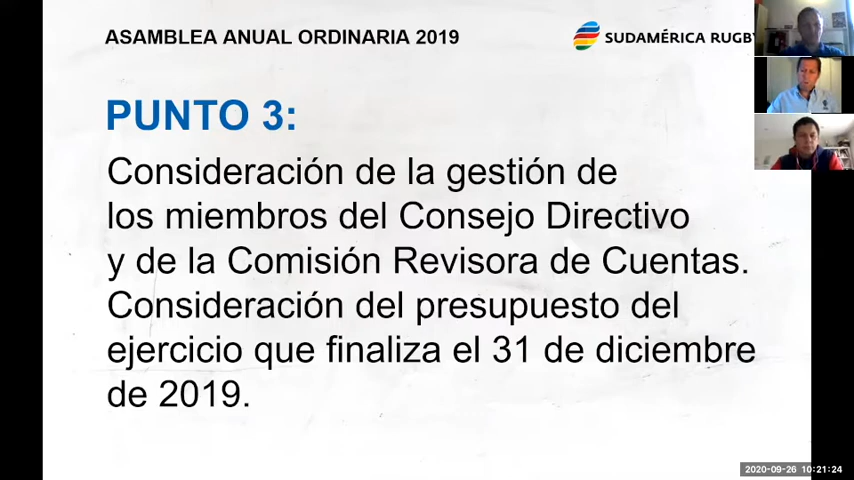 ASAMBLEA ANUAL ORDINARIA 2019
SUDAMÉRICA RUGBY
PUNTO 3:
Consideración de la gestión de
los miembros del Consejo Directivo
y de la Comisión Revisora de Cuentas.
Consideración del presupuesto del
ejercicio que finaliza el 31 de diciembre
de 2019.
2020-09-26 10:21:24